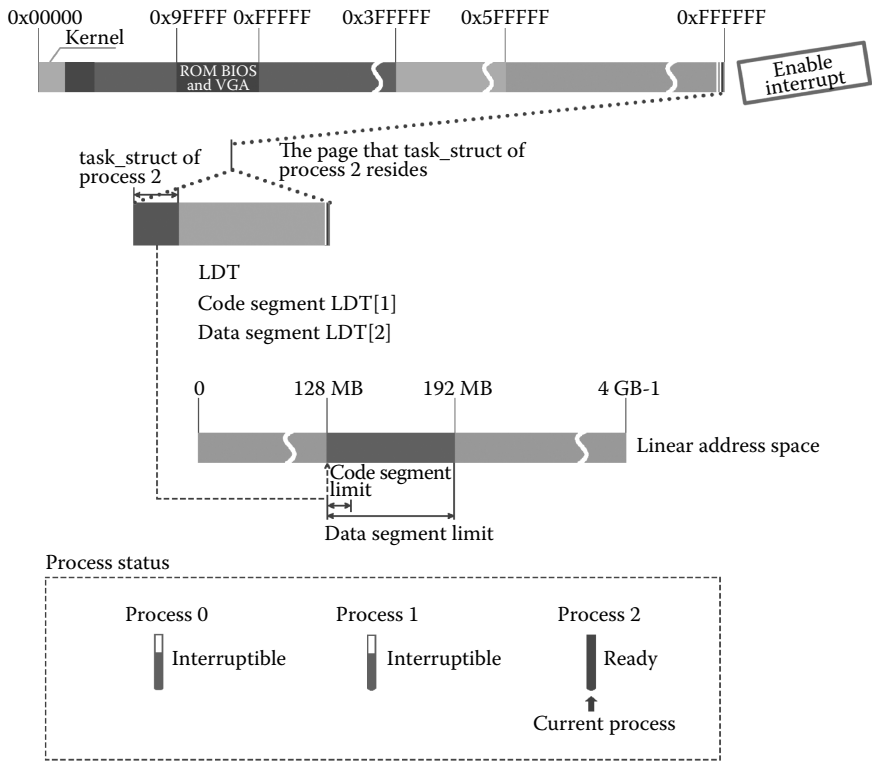 0x00000 0x9FFFF 0xFFFFF 0x3FFFFF 0x5FFFFF 0xFFFFFF
Kernel
ROM BIOS
and VGA
Enable
interrupt
task_struct of
process 2
The page that task_struct of
process 2 resides
LDT
Code segment LDT[1]
Data segment LDT[2]
0 128 MB 192 MB 4 GB-1
Linear address space
Code segment
limit
Data segment limit
Process status
Process 0 Process 1 Process 2
Interruptible Interruptible Ready
Current process